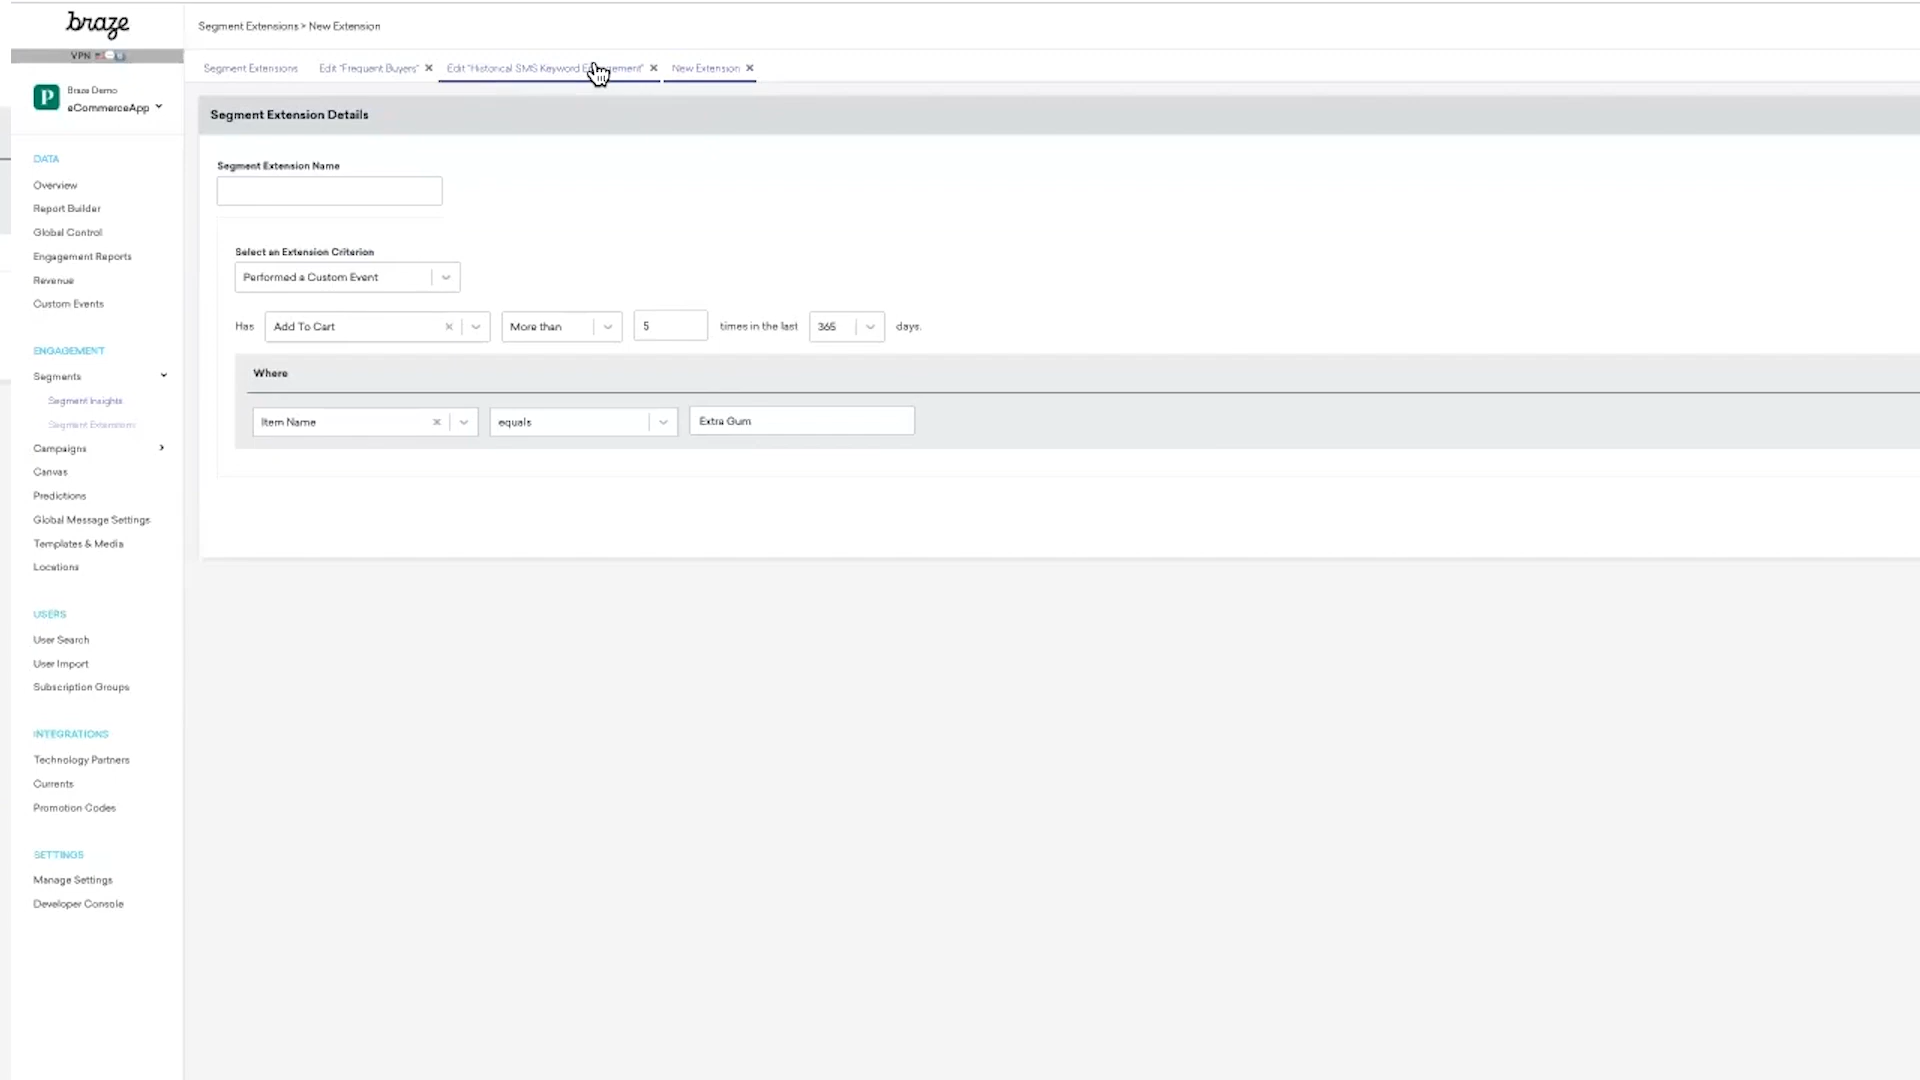 braze
Segment Extensions > New Extension
VPN
Segment Extensions Edit "Frequent Buyers" × Edit "Historical SMS Keyword × New Extension ×
P
Braze Demo
eCommerceApp
Segment Extension Details
DATA
Overview
Report Builder
Global Control
Engagement Reports
Revenue
Custom Events
ENGAGEMENT
Segments
Segment Insights
Segment Extensions
Campaigns
Canvas
Predictions
Global Message Settings
Templates & Media
Locations
USERS
User Search
User Import
Subscription Groups
INTEGRATIONS
Technology Partners
Currents
Promotion Codes
SETTINGS
Manage Settings
Developer Console
Segment Extension Name
Select an Extension Criterion
Performed a Custom Event
Has Add To Cart × More than 5 times in the last 365 days.
Where
Item Name × equals Extra Gum